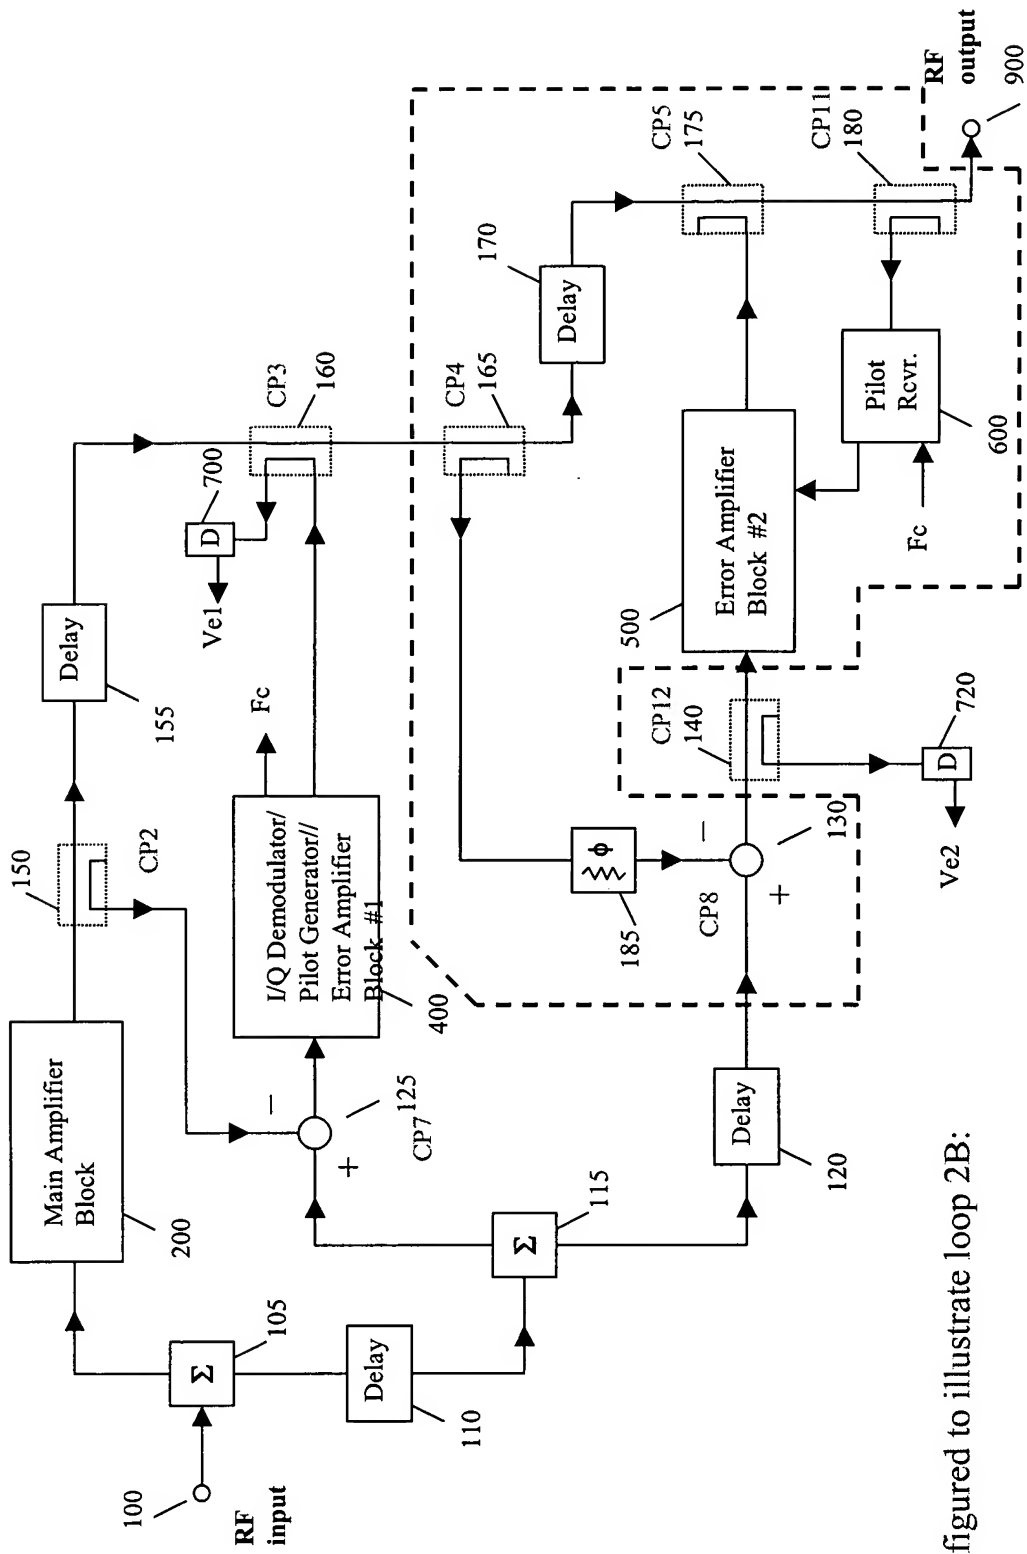 100
RF
input
Σ
105
Main Amplifier
Block
200
Delay
110
150
CP2
Delay
155
Σ
115
−
+
125
CP7
I/Q Demodulator/
Pilot Generator//
Error Amplifier
Block #1
400
Fc
Ve1
D
700
CP3
160
Delay
120
CP4
165
Delay
170
ϕ
185
CP8
−
+
130
CP12
140
D
720
Ve2
500
Error Amplifier
Block #2
CP5
175
CP11
180
Pilot
Rcvr.
600
Fc
RF
output
900
figured to illustrate loop 2B: